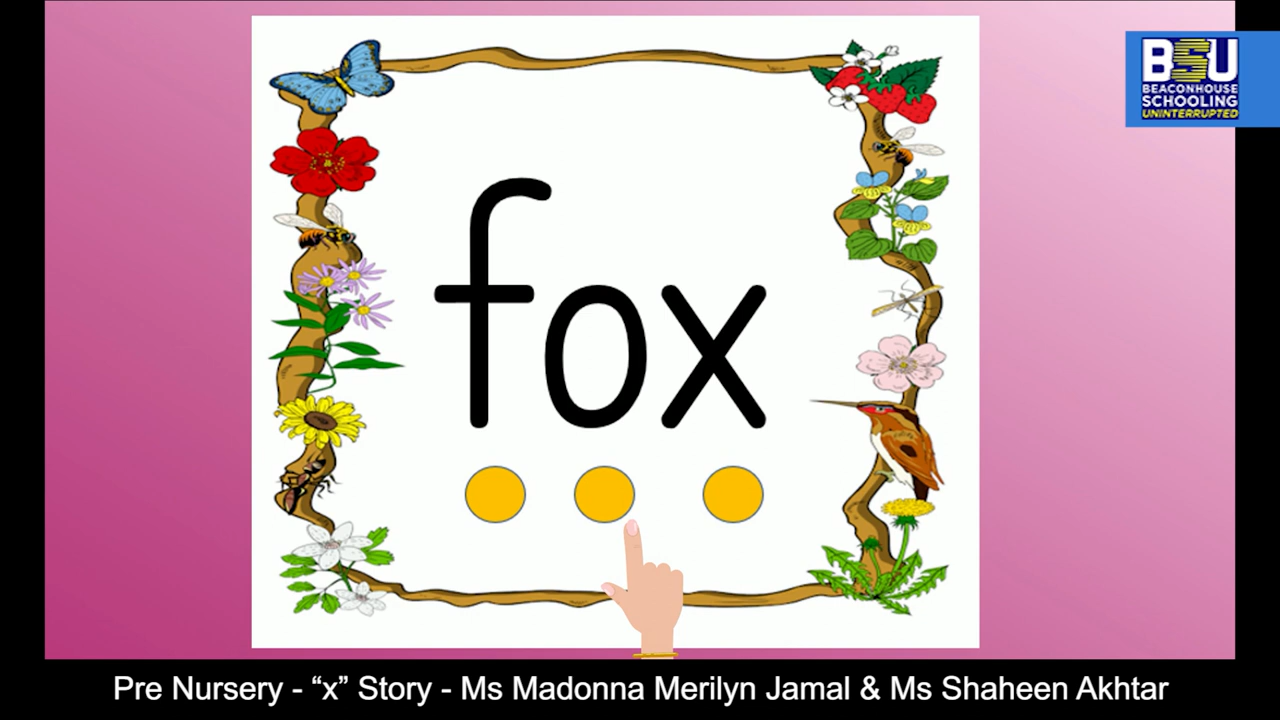 fox
BSU
BEACONHOUSE
SCHOOLING
UNINTERRUPTED
Pre Nursery - “x” Story - Ms Madonna Merilyn Jamal & Ms Shaheen Akhtar